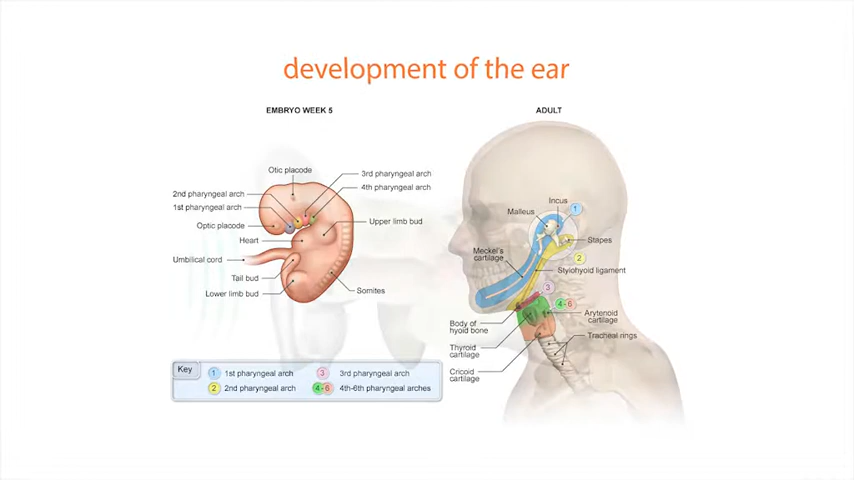 development of the ear
EMBRYO WEEK 5
Otic placode
3rd pharyngeal arch
4th pharyngeal arch
2nd pharyngeal arch
1st pharyngeal arch
Optic placode
Upper limb bud
Heart
Umbilical cord
Tail bud
Lower limb bud
Somites
ADULT
Incus
1
Malleus
Stapes
Meckel's
cartilage
2
Stylohyoid ligament
3
4-6
Body of
hyoid bone
Arytenoid
cartilage
Tracheal rings
Thyroid
cartilage
Cricoid
cartilage
Key
1 1st pharyngeal arch
2 2nd pharyngeal arch
3 3rd pharyngeal arch
4-6 4th-6th pharyngeal arches